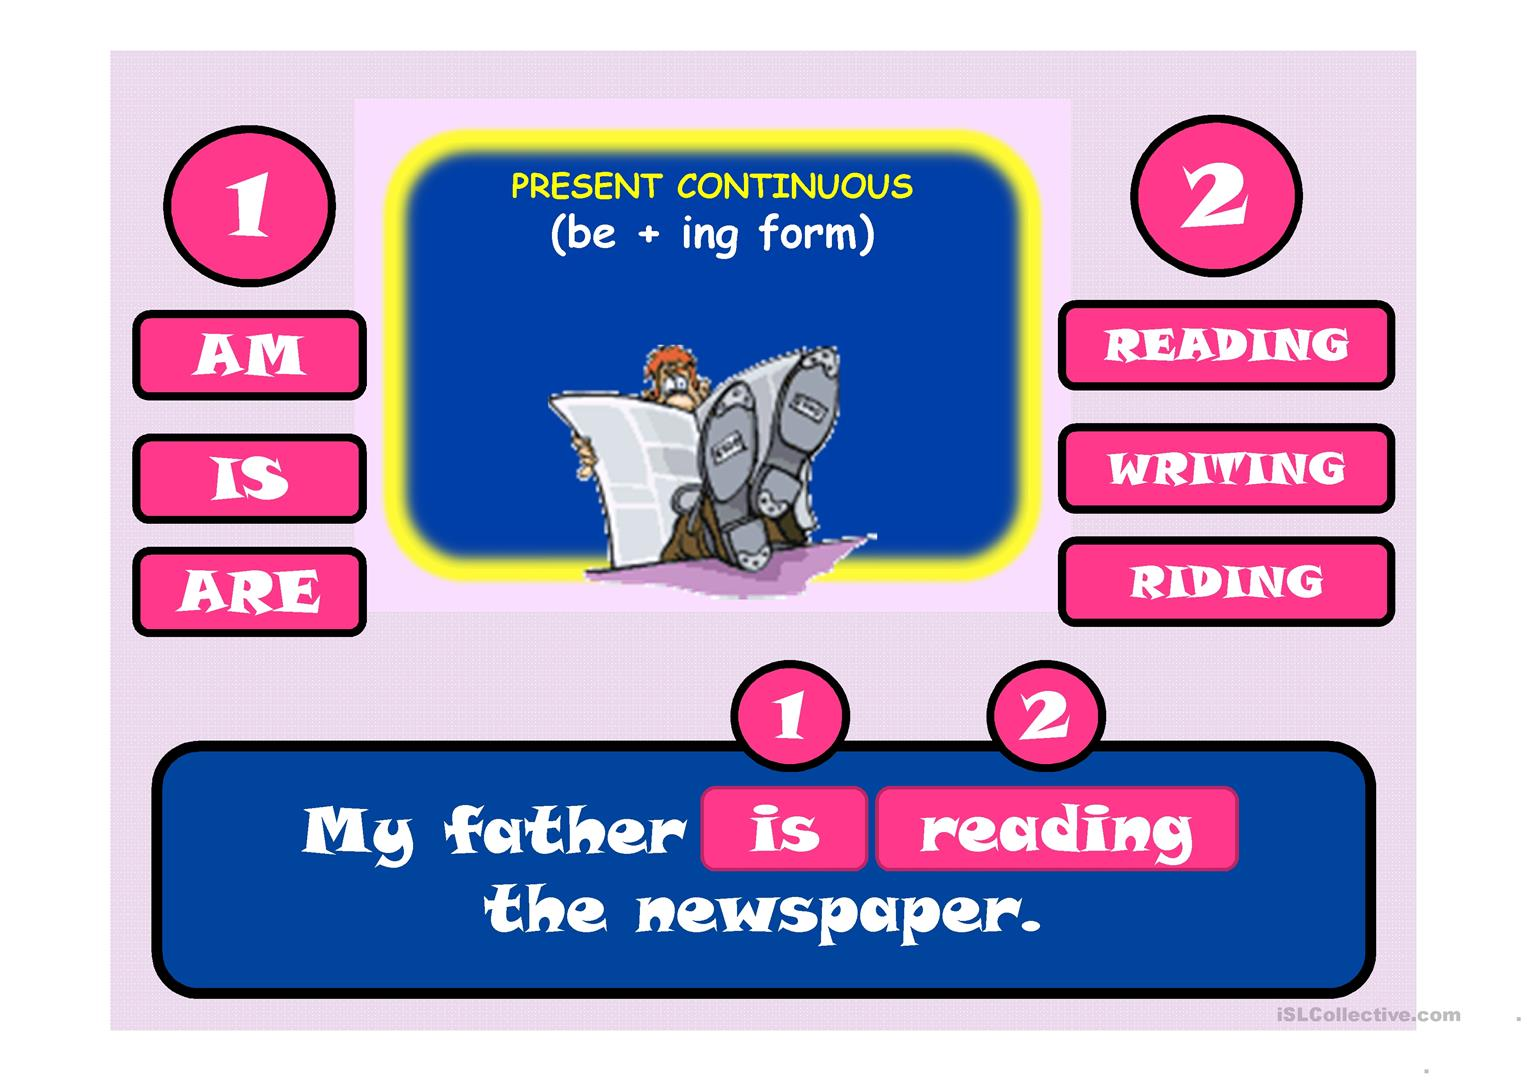 1
2
PRESENT CONTINUOUS
(be + ing form)
AM
IS
ARE
READING
WRITING
RIDING
1
2
My father is reading
the newspaper.
iSLCollective.com